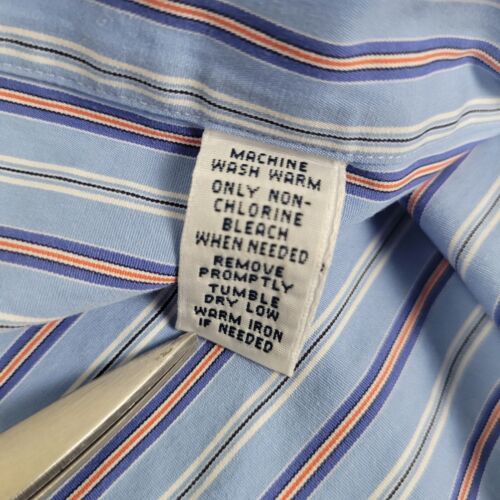 MACHINE
WASH WARM
ONLY NON-
CHLORINE
BLEACH
WHEN NEEDED
REMOVE
PROMPTLY
TUMBLE
DRY LOW
WARM IRON
IF NEEDED